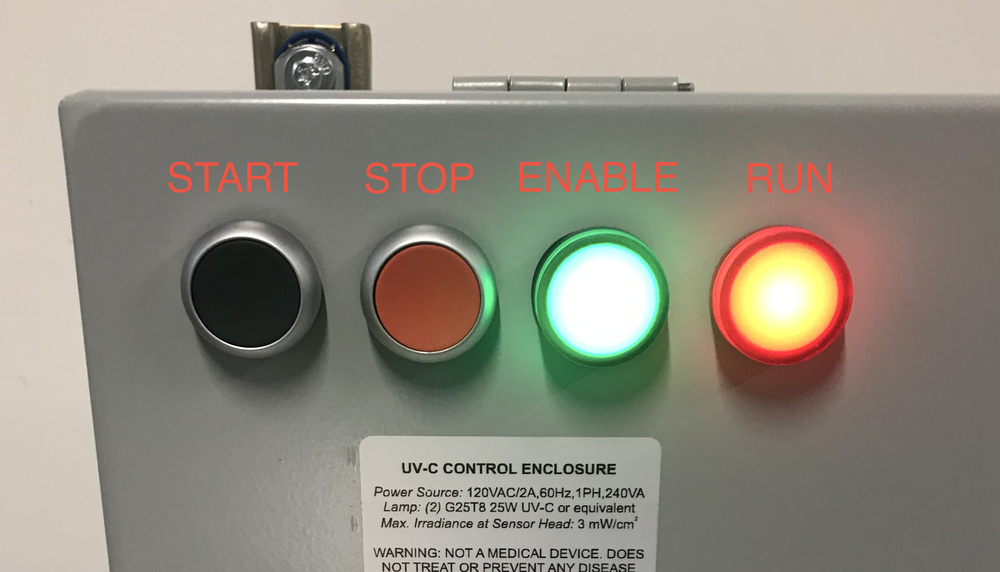 START STOP ENABLE RUN
UV-C CONTROL ENCLOSURE
Power Source: 120VAC/2A,60Hz,1PH,240VA
Lamp: (2) G25T8 25W UV-C or equivalent
Max. Irradiance at Sensor Head: 3 mW/cm²
WARNING: NOT A MEDICAL DEVICE. DOES
NOT TREAT OR PREVENT ANY DISEASE